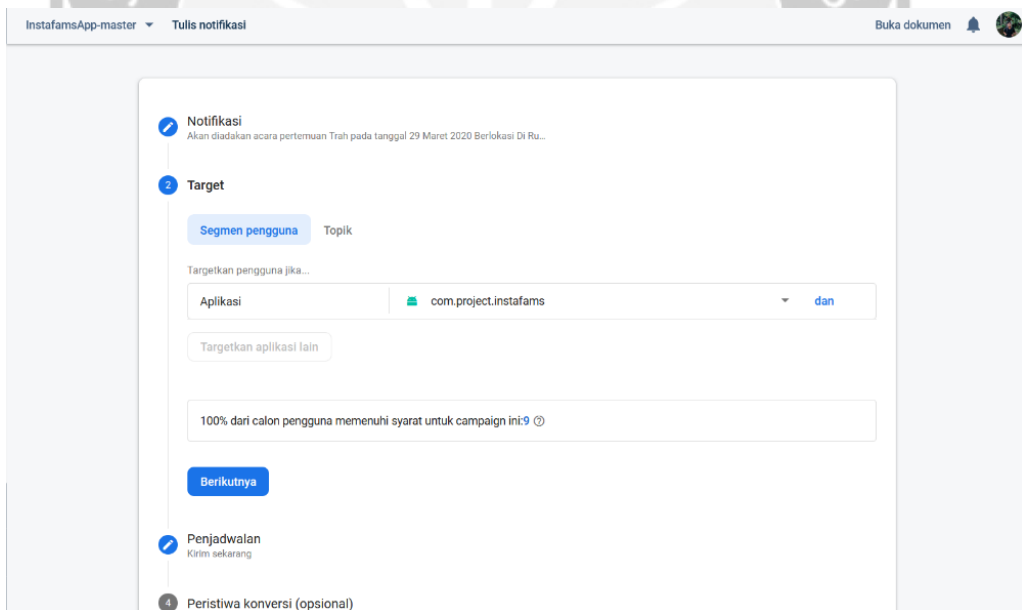 InstafamsApp-master Tulis notifikasi Buka dokumen
Notifikasi
Akan diadakan acara pertemuan Trah pada tanggal 29 Maret 2020 Berlokasi Di Ru...
2 Target
Segmen pengguna Topik
Targetkan pengguna jika...
Aplikasi com.project.instafams dan
Targetkan aplikasi lain
100% dari calon pengguna memenuhi syarat untuk campaign ini:9
Berikutnya
Penjadwalan
Kirim sekarang
4 Peristiwa konversi (opsional)